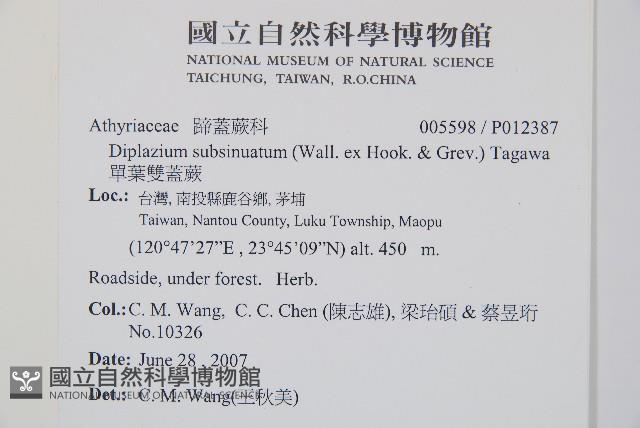 國立自然科學博物館
NATIONAL MUSEUM OF NATURAL SCIENCE
TAICHUNG, TAIWAN, R.O.CHINA
Athyriaceae 蹄蓋蕨科 005598 / P012387
Diplazium subsinuatum (Wall. ex Hook. & Grev.) Tagawa
單葉雙蓋蕨
Loc.: 台灣, 南投縣鹿谷鄉, 茅埔
Taiwan, Nantou County, Luku Township, Maopu
(120°47'27"E , 23°45'09"N) alt. 450 m.
Roadside, under forest. Herb.
Col.: C. M. Wang, C. C. Chen (陳志雄), 梁珆碩 & 蔡昱珩
No.10326
Date: June 28 , 2007
國立自然科學博物館
NATIONAL MUSEUM OF NATURAL SCIENCE
Det.: C. M. Wang(王秋美)